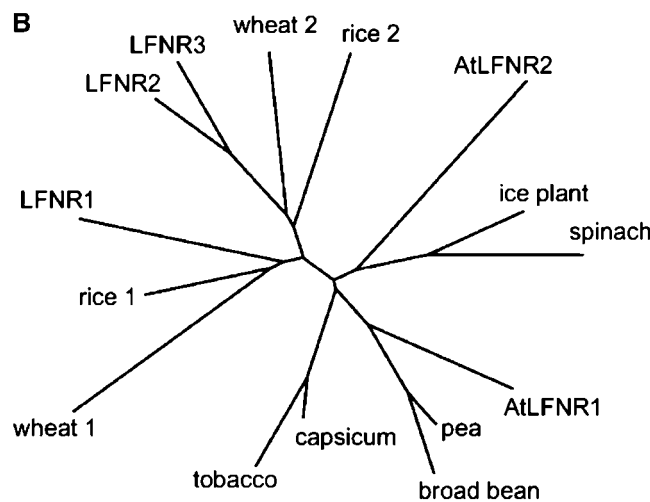 B
wheat 2
rice 2
LFNR3
AtLFNR2
LFNR2
ice plant
LFNR1
spinach
rice 1
AtLFNR1
wheat 1
capsicum
pea
tobacco
broad bean